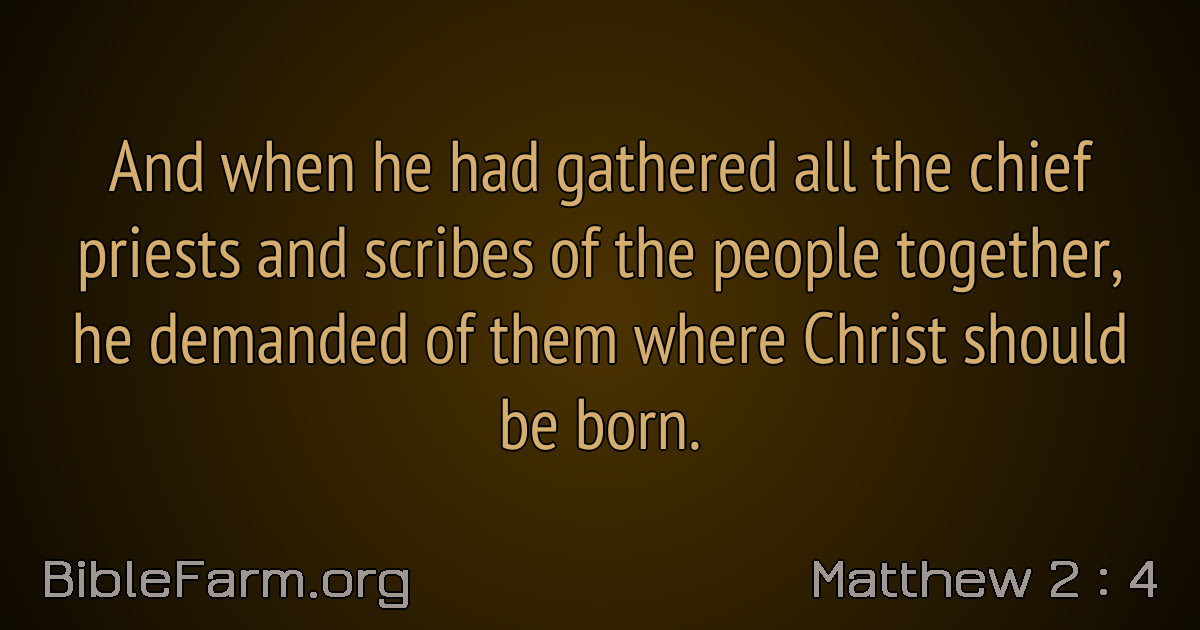 And when he had gathered all the chief
priests and scribes of the people together,
he demanded of them where Christ should
be born.
BibleFarm.org
Matthew 2 : 4